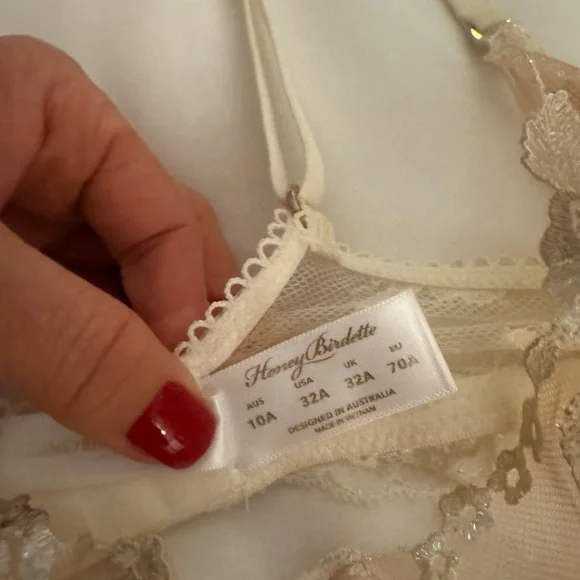 Honey Birdette
AUS USA UK EU
10A 32A 32A 70A
DESIGNED IN AUSTRALIA
MADE IN VIETNAM